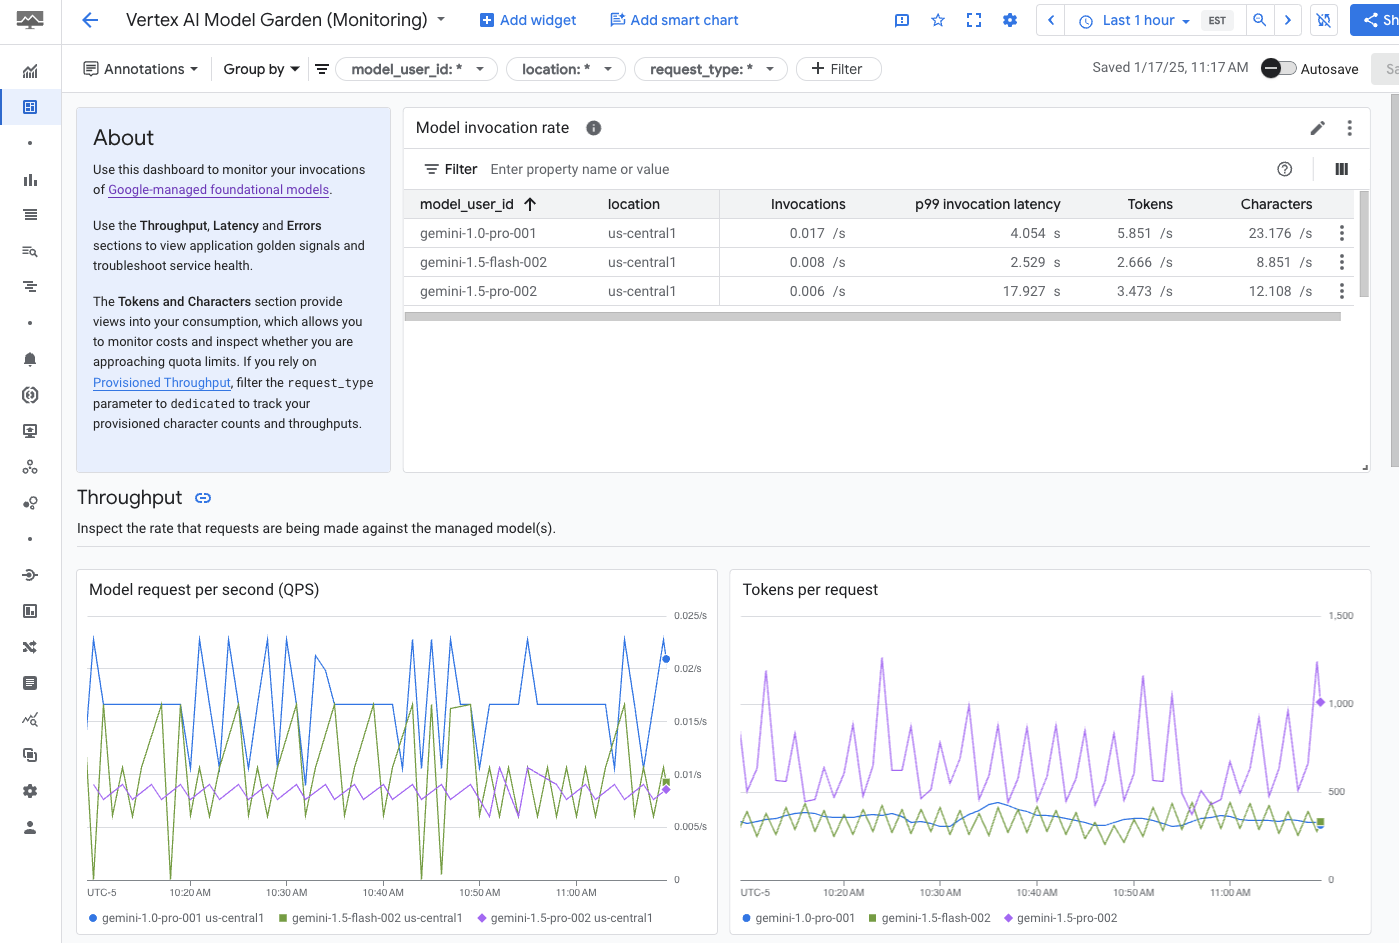 Vertex AI Model Garden (Monitoring)
Add widget
Add smart chart
Last 1 hour
EST
Sh
Annotations
Group by
model_user_id: *
location: *
request_type: *
+ Filter
Saved 1/17/25, 11:17 AM
Autosave
Sa
About
Use this dashboard to monitor your invocations
of Google-managed foundational models.
Use the Throughput, Latency and Errors
sections to view application golden signals and
troubleshoot service health.
The Tokens and Characters section provide
views into your consumption, which allows you
to monitor costs and inspect whether you are
approaching quota limits. If you rely on
Provisioned Throughput, filter the request_type
parameter to dedicated to track your
provisioned character counts and throughputs.
Model invocation rate
Filter Enter property name or value
model_user_id location Invocations p99 invocation latency Tokens Characters
gemini-1.0-pro-001 us-central1 0.017 /s 4.054 s 5.851 /s 23.176 /s
gemini-1.5-flash-002 us-central1 0.008 /s 2.529 s 2.666 /s 8.851 /s
gemini-1.5-pro-002 us-central1 0.006 /s 17.927 s 3.473 /s 12.108 /s
Throughput
Inspect the rate that requests are being made against the managed model(s).
Model request per second (QPS)
0.025/s
0.02/s
0.015/s
0.01/s
0.005/s
0
UTC-5 10:20 AM 10:30 AM 10:40 AM 10:50 AM 11:00 AM
gemini-1.0-pro-001 us-central1 gemini-1.5-flash-002 us-central1 gemini-1.5-pro-002 us-central1
Tokens per request
1,500
1,000
500
0
UTC-5 10:20 AM 10:30 AM 10:40 AM 10:50 AM 11:00 AM
gemini-1.0-pro-001 gemini-1.5-flash-002 gemini-1.5-pro-002